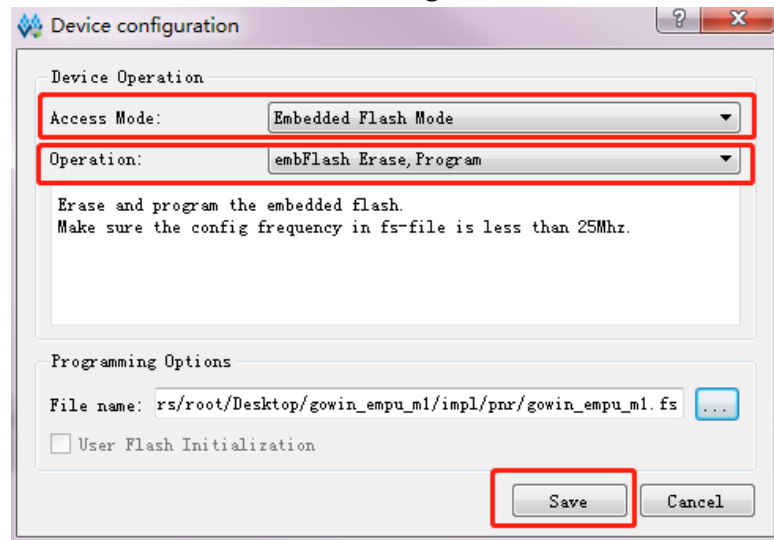 Device configuration
Device Operation
Access Mode: Embedded Flash Mode
Operation: embFlash Erase,Program
Erase and program the embedded flash.
Make sure the config frequency in fs-file is less than 25Mhz.
Programming Options
File name: rs/root/Desktop/gowin_empu_m1/impl/pnr/gowin_empu_m1.fs ...
User Flash Initialization
Save Cancel